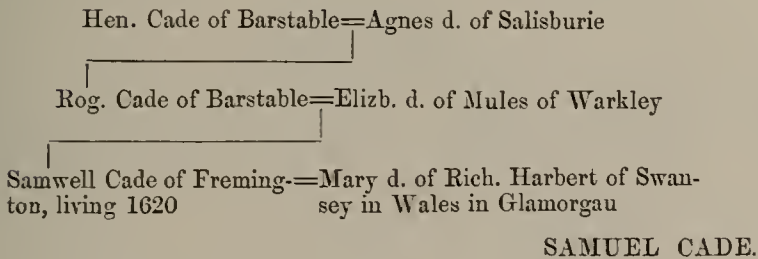 Hen. Cade of Barstable=Agnes d. of Salisburie
Rog. Cade of Barstable=Elizb. d. of Mules of Warkley
Samwell Cade of Freming-=Mary d. of Rich. Harbert of Swan-
ton, living 1620 sey in Wales in Glamorgau
SAMUEL CADE.